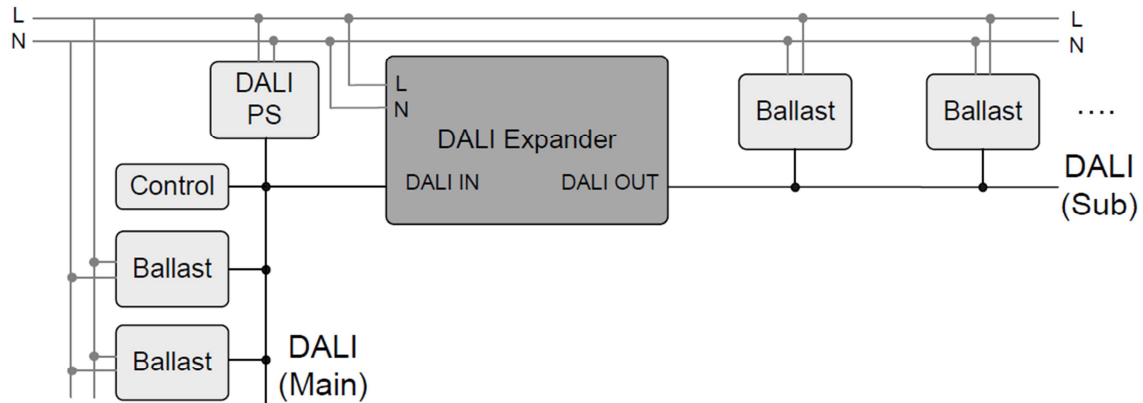 L
N
L
N
DALI
PS
L
N
DALI Expander
DALI IN
DALI OUT
Ballast
Ballast
....
DALI
(Sub)
Control
Ballast
Ballast
DALI
(Main)